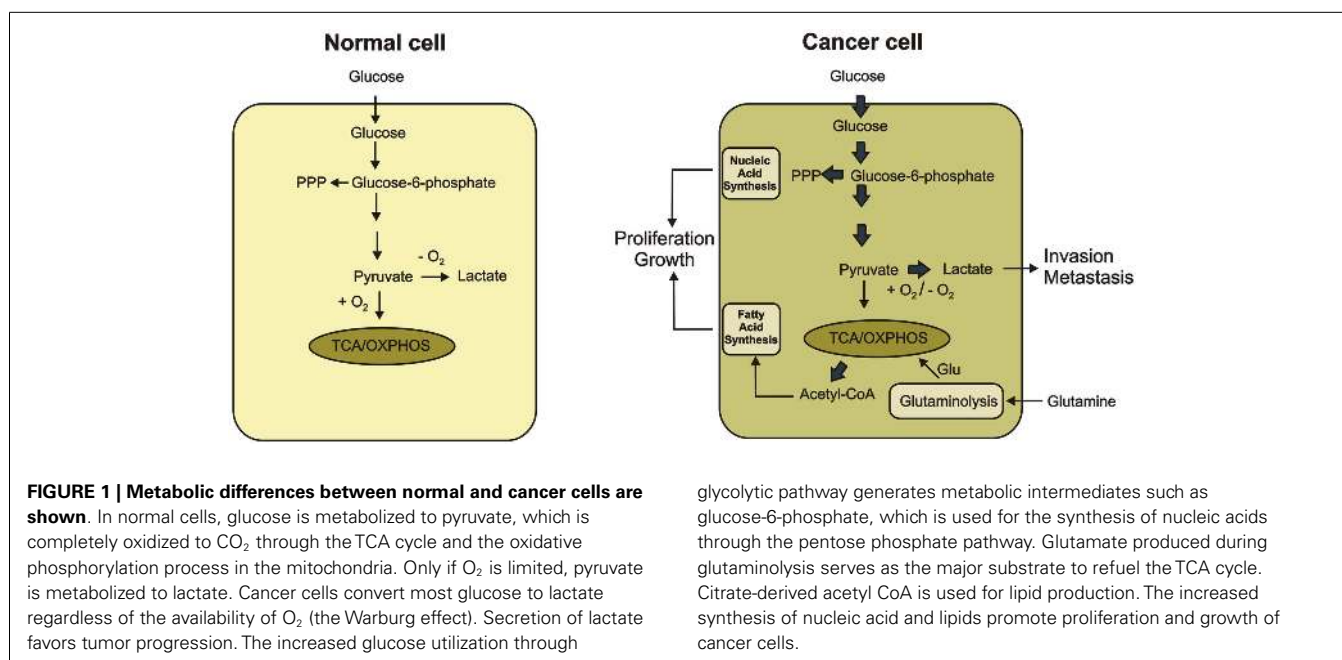 Normal cell
Glucose
Glucose
PPP
Glucose-6-phosphate
- O₂
Pyruvate
Lactate
+ O₂
TCA/OXPHOS
Cancer cell
Glucose
Glucose
Nucleic
Acid
Synthesis
PPP
Glucose-6-phosphate
Proliferation
Growth
Pyruvate
Lactate
Invasion
Metastasis
+ O₂/ - O₂
Fatty
Acid
Synthesis
TCA/OXPHOS
Glu
Acetyl-CoA
Glutaminolysis
Glutamine
FIGURE 1 | Metabolic differences between normal and cancer cells are
shown. In normal cells, glucose is metabolized to pyruvate, which is
completely oxidized to CO₂ through the TCA cycle and the oxidative
phosphorylation process in the mitochondria. Only if O₂ is limited, pyruvate
is metabolized to lactate. Cancer cells convert most glucose to lactate
regardless of the availability of O₂ (the Warburg effect). Secretion of lactate
favors tumor progression. The increased glucose utilization through
glycolytic pathway generates metabolic intermediates such as
glucose-6-phosphate, which is used for the synthesis of nucleic acids
through the pentose phosphate pathway. Glutamate produced during
glutaminolysis serves as the major substrate to refuel the TCA cycle.
Citrate-derived acetyl CoA is used for lipid production. The increased
synthesis of nucleic acid and lipids promote proliferation and growth of
cancer cells.